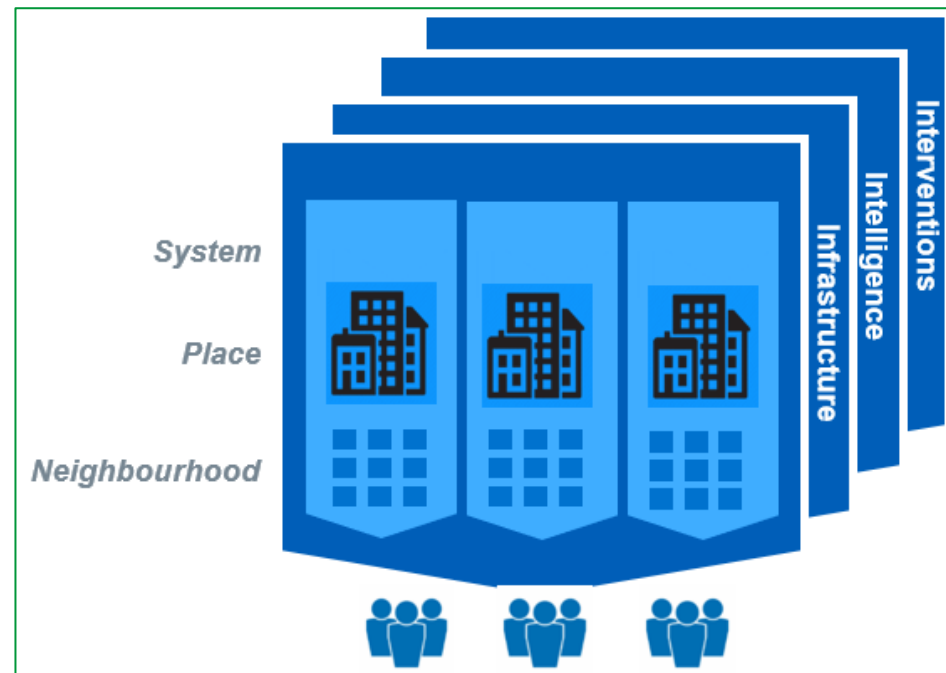 System
Place
Neighbourhood
Infrastructure
Intelligence
Interventions